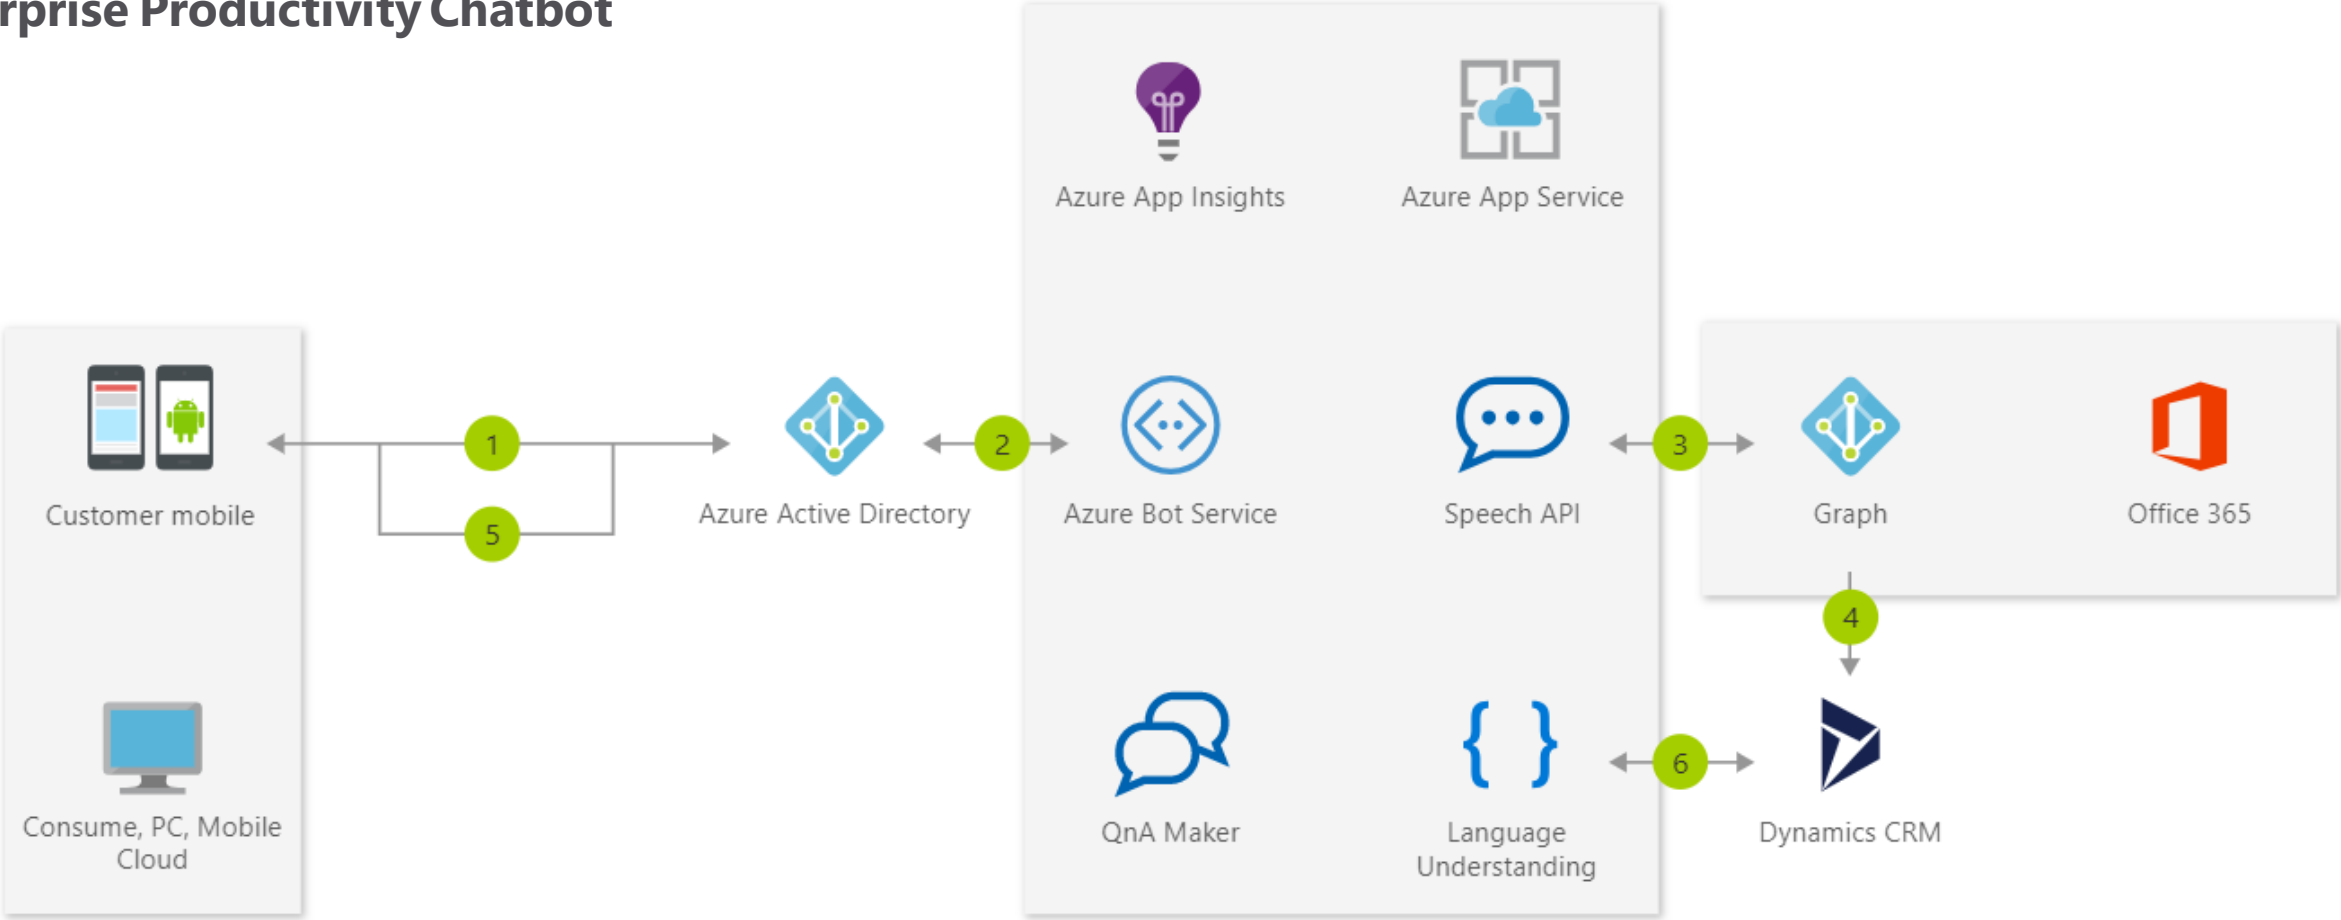 rprise Productivity Chatbot
Azure App Insights
Azure App Service
Customer mobile
1
5
Azure Active Directory
2
Azure Bot Service
Speech API
3
Graph
Office 365
4
Consume, PC, Mobile
Cloud
QnA Maker
Language
Understanding
6
Dynamics CRM